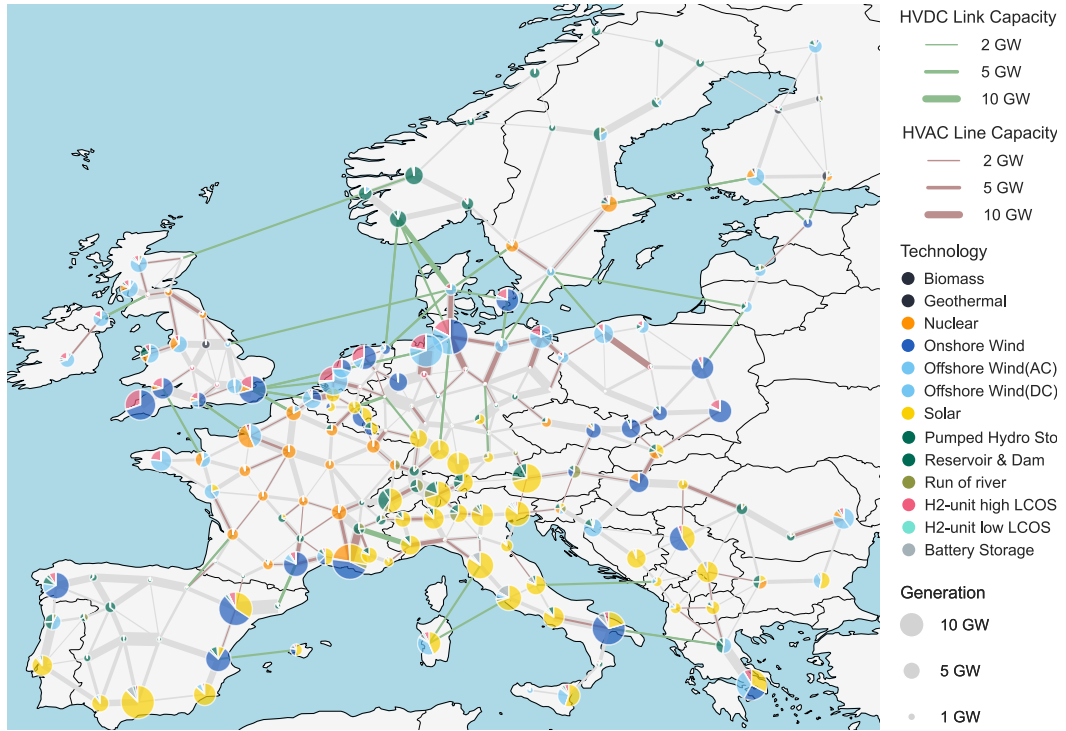 HVDC Link Capacity
2 GW
5 GW
10 GW
HVAC Line Capacity
2 GW
5 GW
10 GW
Technology
Biomass
Geothermal
Nuclear
Onshore Wind
Offshore Wind(AC)
Offshore Wind(DC)
Solar
Pumped Hydro Sto
Reservoir & Dam
Run of river
H2-unit high LCOS
H2-unit low LCOS
Battery Storage
Generation
10 GW
5 GW
1 GW